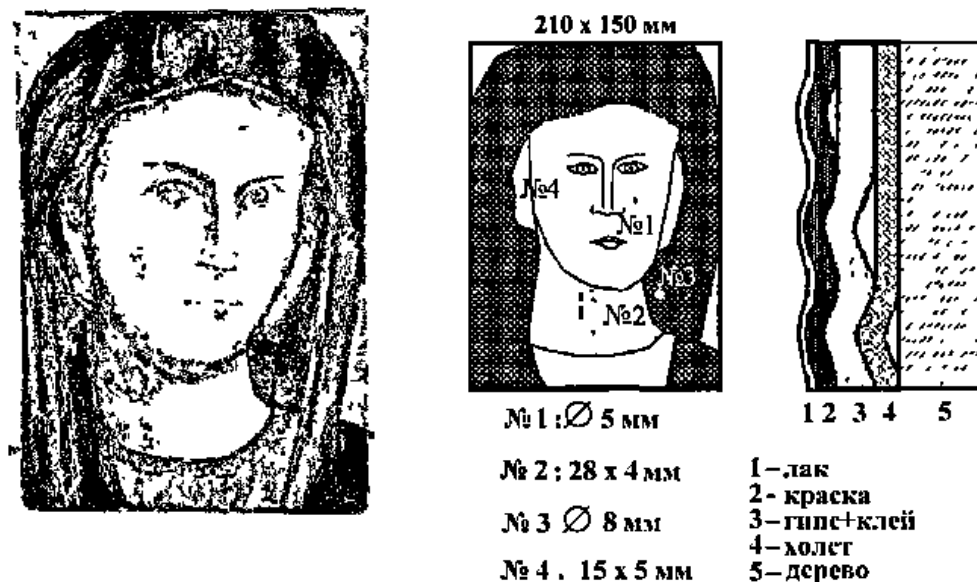 210 x 150 мм
№4
№1
№3
№2
№ 1 : ∅ 5 мм
№ 2 : 28 x 4 мм
№ 3 ∅ 8 мм
№ 4 . 15 x 5 мм
1 2 3 4 5
1 – лак
2 - краска
3 – гипс+клей
4 – холст
5 – дерево